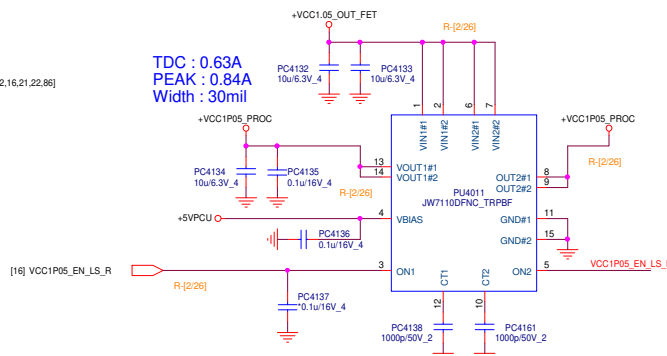 +VCC1.05_OUT_FET
R-[2/26]
TDC : 0.63A
PEAK : 0.84A
Width : 30mil
2,16,21,22,86]
PC4132
10u/6.3V_4
PC4133
10u/6.3V_4
1
2
6
7
VIN1#1
VIN1#2
VIN2#1
VIN2#2
+VCC1P05_PROC
+VCC1P05_PROC
R-[2/26]
PC4134
10u/6.3V_4
PC4135
0.1u/16V_4
R-[2/26]
13
14
VOUT1#1
VOUT1#2
OUT2#1
OUT2#2
8
9
PU4011
JW7110DFNC_TRPBF
+5VPCU
4
VBIAS
GND#1
GND#2
11
15
PC4136
0.1u/16V_4
[16] VCC1P05_EN_LS_R
R-[2/26]
3
ON1
ON2
5
VCC1P05_EN_LS_
CT1
CT2
12
10
PC4137
*0.1u/16V_4
PC4138
1000p/50V_2
PC4161
1000p/50V_2